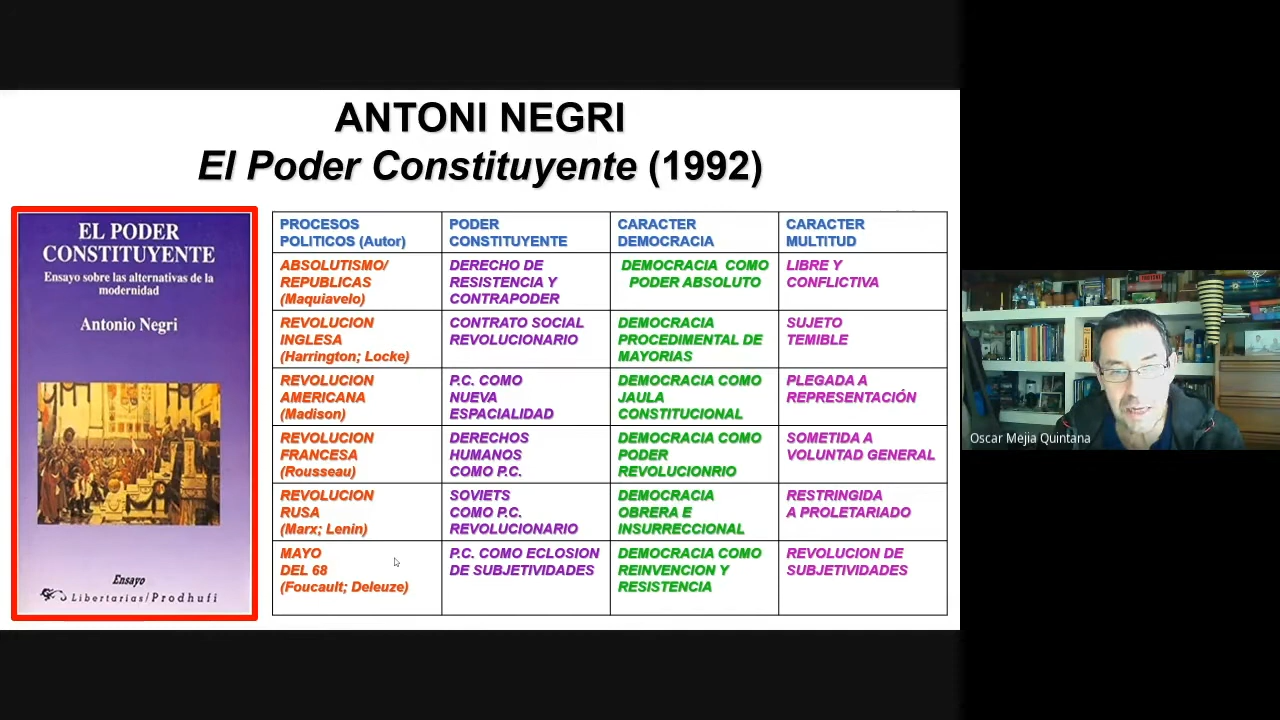 ANTONI NEGRI
El Poder Constituyente (1992)
EL PODER
CONSTITUYENTE
Ensayo sobre las alternativas de la
modernidad
Antonio Negri
Ensayo
Libertarias/Prodhufi
PROCESOS
POLITICOS (Autor)
PODER
CONSTITUYENTE
CARACTER
DEMOCRACIA
CARACTER
MULTITUD
ABSOLUTISMO/
REPUBLICAS
(Maquiavelo)
DERECHO DE
RESISTENCIA Y
CONTRAPODER
DEMOCRACIA COMO
PODER ABSOLUTO
LIBRE Y
CONFLICTIVA
REVOLUCION
INGLESA
(Harrington; Locke)
CONTRATO SOCIAL
REVOLUCIONARIO
DEMOCRACIA
PROCEDIMENTAL DE
MAYORIAS
SUJETO
TEMIBLE
REVOLUCION
AMERICANA
(Madison)
P.C. COMO
NUEVA
ESPACIALIDAD
DEMOCRACIA COMO
JAULA
CONSTITUCIONAL
PLEGADA A
REPRESENTACIÓN
REVOLUCION
FRANCESA
(Rousseau)
DERECHOS
HUMANOS
COMO P.C.
DEMOCRACIA COMO
PODER
REVOLUCIONRIO
SOMETIDA A
VOLUNTAD GENERAL
REVOLUCION
RUSA
(Marx; Lenin)
SOVIETS
COMO P.C.
REVOLUCIONARIO
DEMOCRACIA
OBRERA E
INSURRECCIONAL
RESTRINGIDA
A PROLETARIADO
MAYO
DEL 68
(Foucault; Deleuze)
P.C. COMO ECLOSION
DE SUBJETIVIDADES
DEMOCRACIA COMO
REINVENCION Y
RESISTENCIA
REVOLUCION DE
SUBJETIVIDADES
Oscar Mejia Quintana